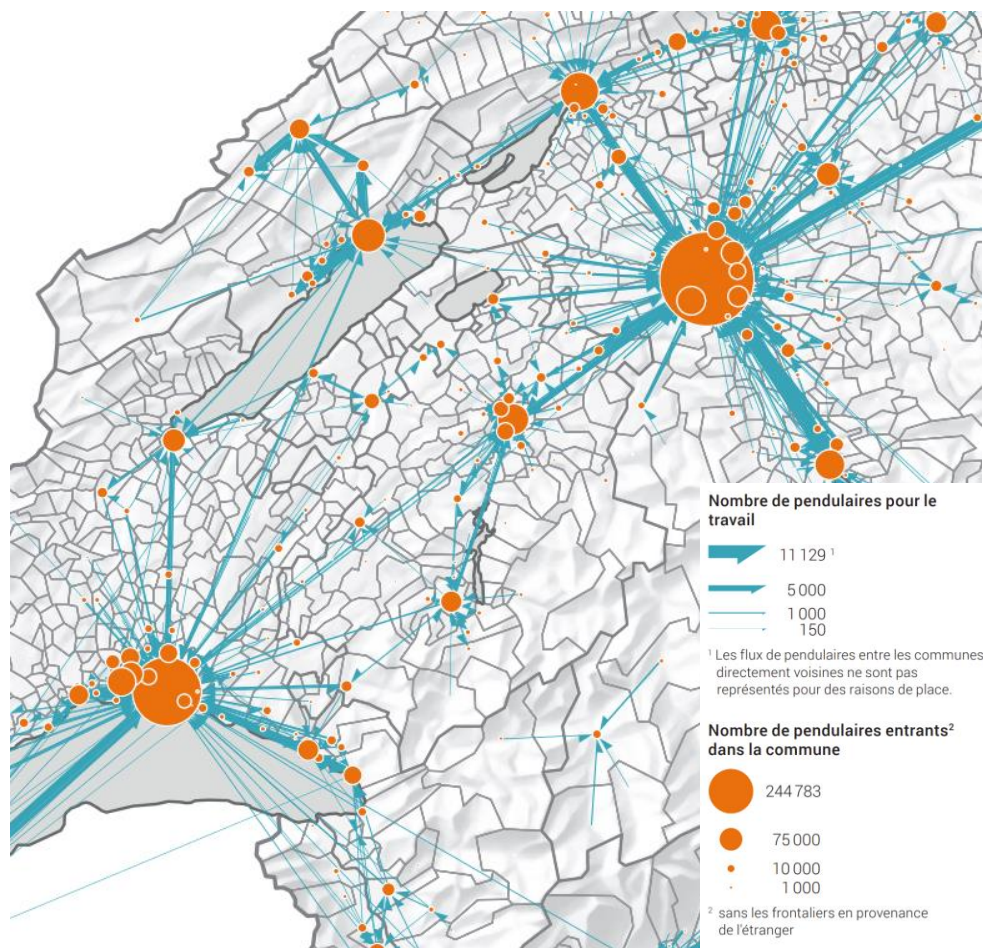 Nombre de pendulaires pour le
travail
11 129 ¹
5 000
1 000
150
¹ Les flux de pendulaires entre les communes
directement voisines ne sont pas
représentés pour des raisons de place.
Nombre de pendulaires entrants²
dans la commune
244 783
75 000
10 000
1 000
² sans les frontaliers en provenance
de l'étranger